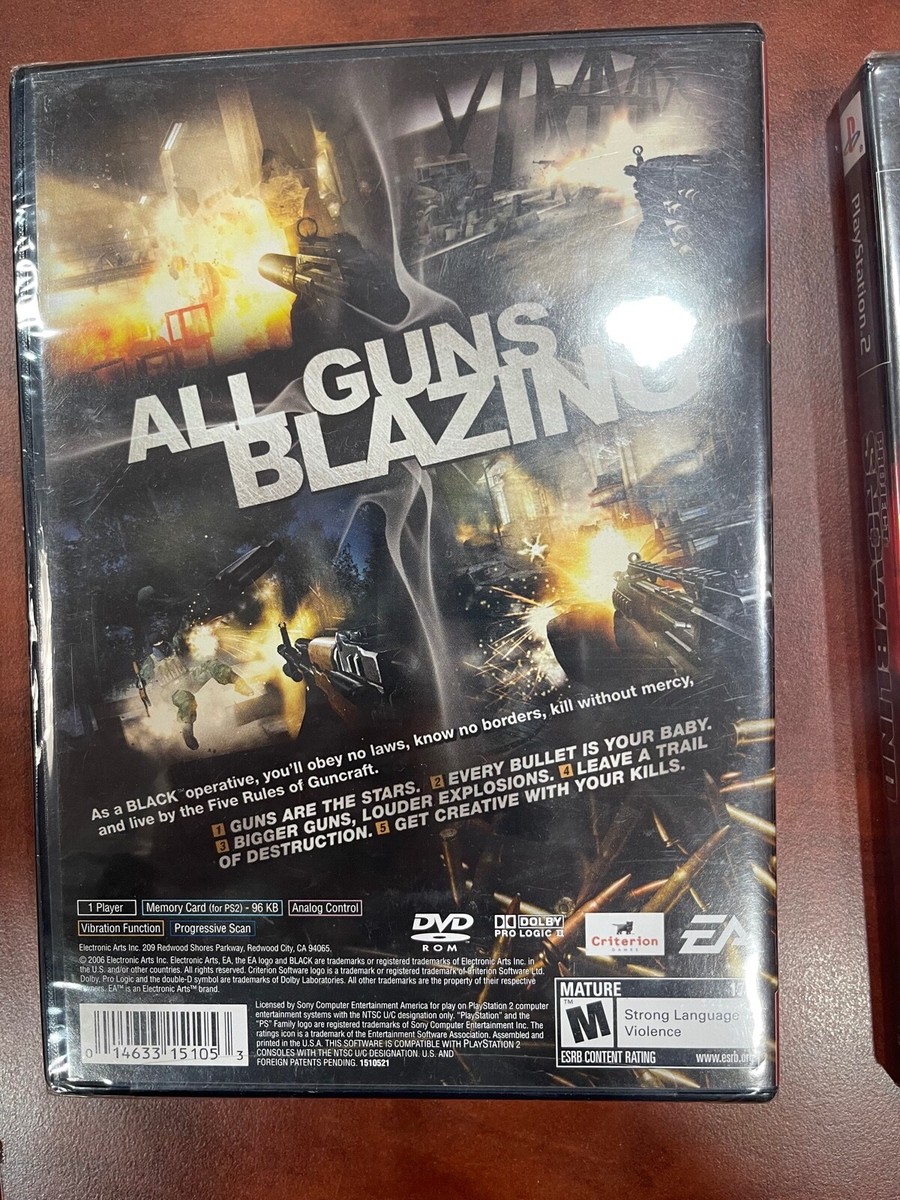 ALL GUNS
BLAZING
As a BLACK™ operative, you'll obey no laws, know no borders, kill without mercy,
and live by the Five Rules of Guncraft.
1 GUNS ARE THE STARS. 2 EVERY BULLET IS YOUR BABY.
3 BIGGER GUNS, LOUDER EXPLOSIONS. 4 LEAVE A TRAIL
OF DESTRUCTION. 5 GET CREATIVE WITH YOUR KILLS.
1 Player Memory Card (for PS2) - 96 KB Analog Control
Vibration Function Progressive Scan
DVD
ROM
DOLBY
PRO LOGIC II
Criterion
GAMES
EA
Electronic Arts Inc. 209 Redwood Shores Parkway, Redwood City, CA 94065.
© 2006 Electronic Arts Inc. Electronic Arts, EA, the EA logo and BLACK are trademarks or registered trademarks of Electronic Arts Inc. in
the U.S. and/or other countries. All rights reserved. Criterion Software logo is a trademark or registered trademark of Criterion Software Ltd.
Dolby, Pro Logic and the double-D symbol are trademarks of Dolby Laboratories. All other trademarks are the property of their respective
owners. EA™ is an Electronic Arts™ brand.
0 14633 15105 3
Licensed by Sony Computer Entertainment America for play on PlayStation 2 computer
entertainment systems with the NTSC U/C designation only. "PlayStation" and the
"PS" Family logo are registered trademarks of Sony Computer Entertainment Inc. The
ratings icon is a trademark of the Entertainment Software Association. Assembled and
printed in the U.S.A. THIS SOFTWARE IS COMPATIBLE WITH PLAYSTATION 2
CONSOLES WITH THE NTSC U/C DESIGNATION. U.S. AND
FOREIGN PATENTS PENDING. 1510521
MATURE
M™
Strong Language
Violence
ESRB CONTENT RATING www.esrb.org
PlayStation 2